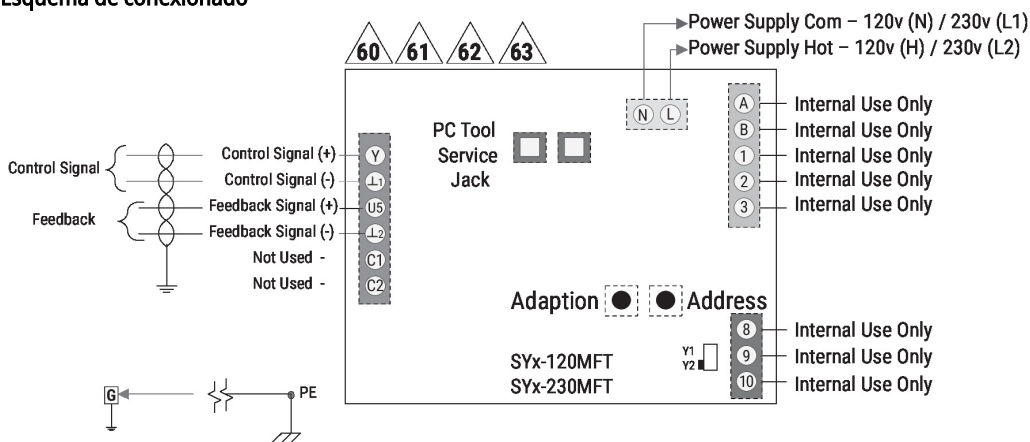 Esquema de conexionado
Power Supply Com – 120v (N) / 230v (L1)
Power Supply Hot – 120v (H) / 230v (L2)
60 61 62 63
N L
PC Tool
Service
Jack
A Internal Use Only
B Internal Use Only
1 Internal Use Only
2 Internal Use Only
3 Internal Use Only
Control Signal
Control Signal (+) Y
Control Signal (-) ⊥1
Feedback
Feedback Signal (+) U5
Feedback Signal (-) ⊥2
Not Used - C1
Not Used - C2
Adaption Address
8 Internal Use Only
9 Internal Use Only
10 Internal Use Only
Y1
Y2
SYx-120MFT
SYx-230MFT
G PE